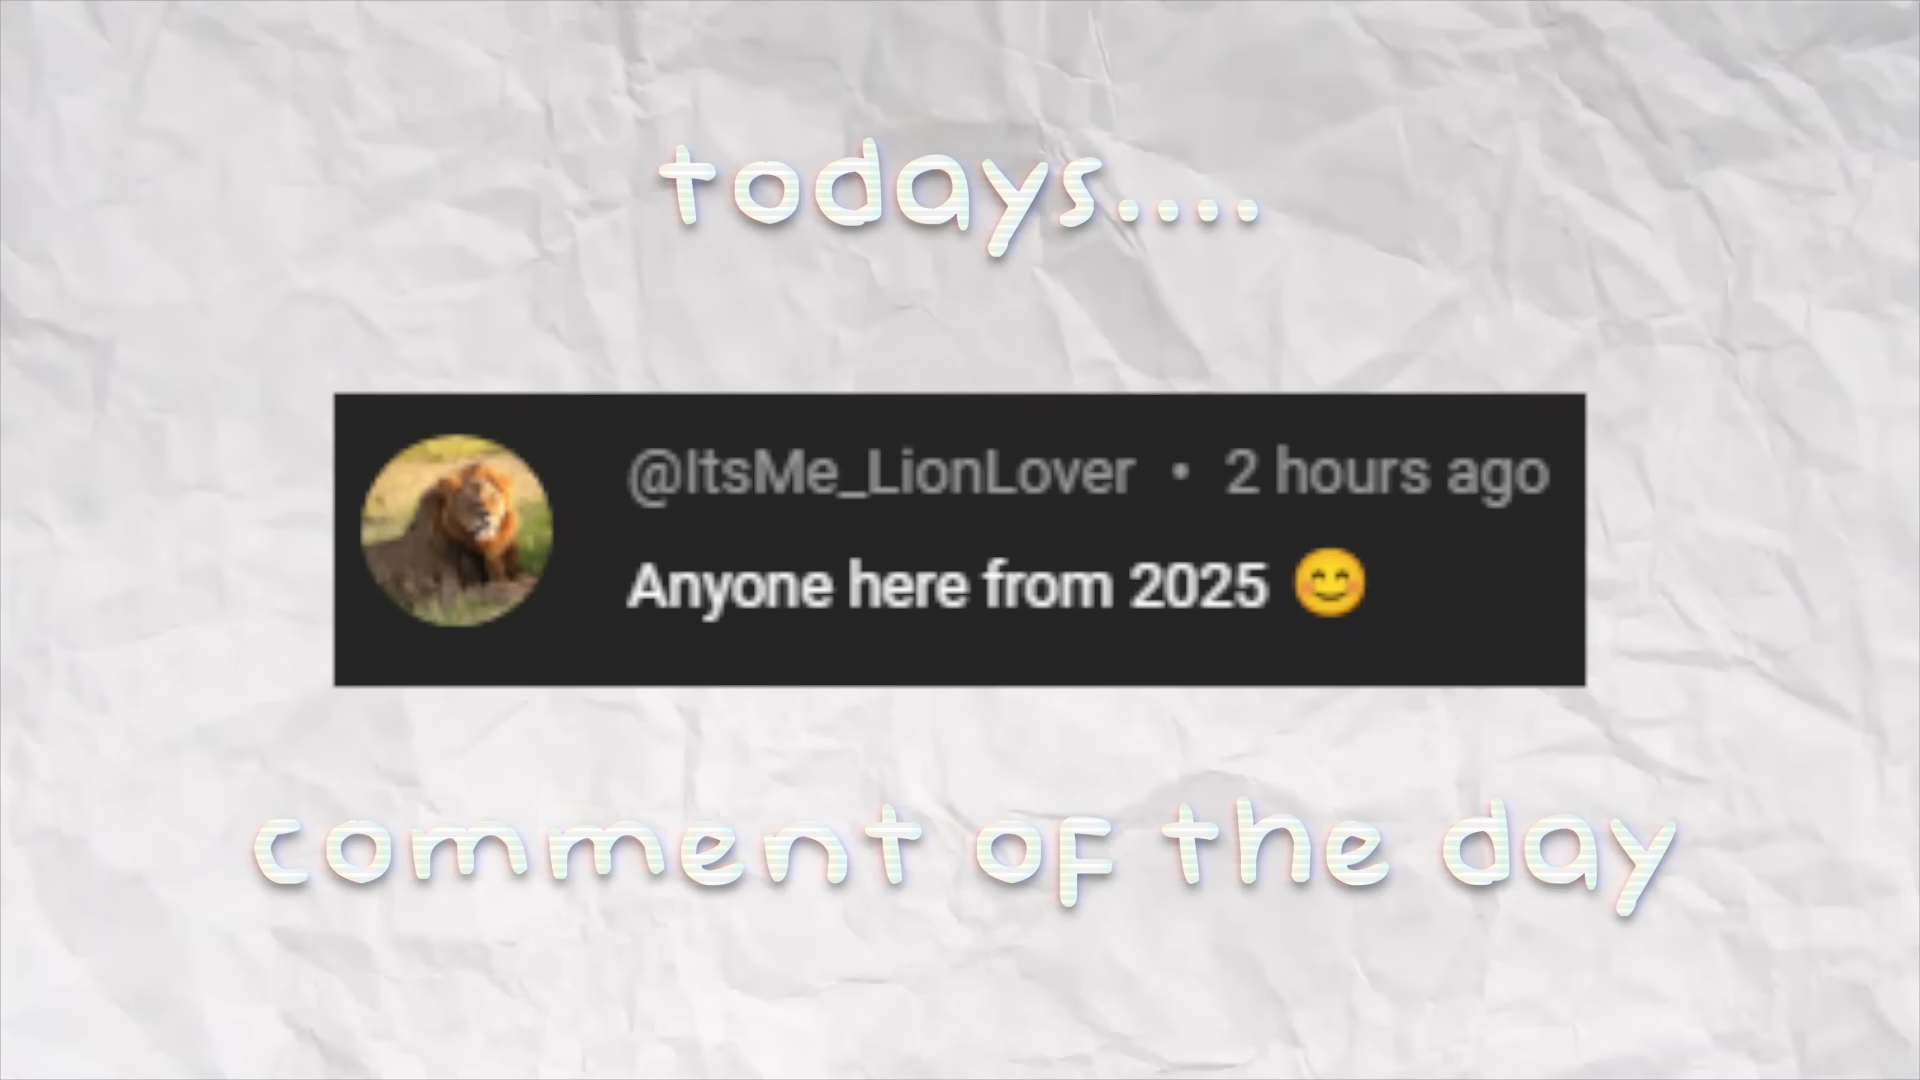 todays....
@ItsMe_LionLover • 2 hours ago
Anyone here from 2025 😊
comment of the day